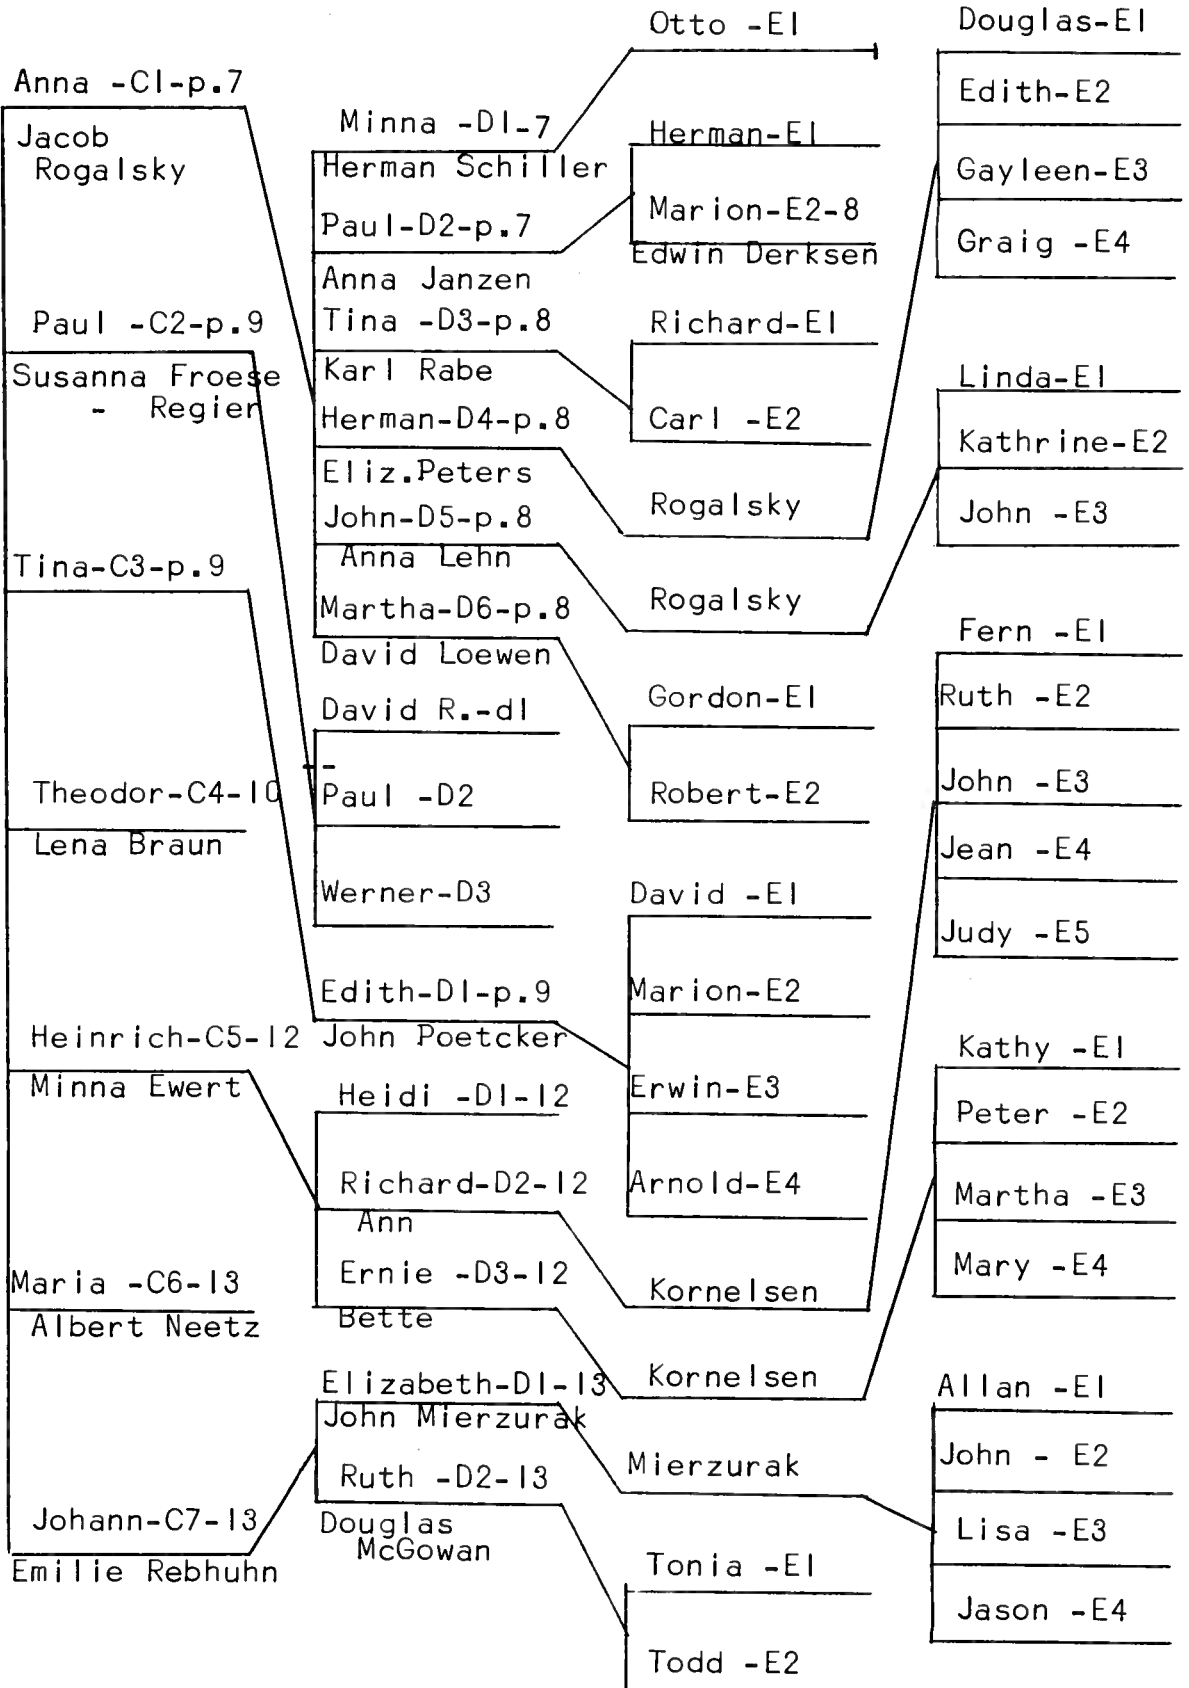 Anna -C1-p.7
Jacob
Rogalsky
Paul -C2-p.9
Susanna Froese
- Regier
Tina-C3-p.9
Theodor-C4-10
Lena Braun
Heinrich-C5-12
Minna Ewert
Maria -C6-13
Albert Neetz
Johann-C7-13
Emilie Rebhuhn
Minna -D1-7
Herman Schiller
Paul-D2-p.7
Anna Janzen
Tina -D3-p.8
Karl Rabe
Herman-D4-p.8
Eliz.Peters
John-D5-p.8
Anna Lehn
Martha-D6-p.8
David Loewen
David R.-d1
Paul -D2
Werner-D3
Edith-D1-p.9
John Poetcker
Heidi -D1-12
Richard-D2-12
Ann
Ernie -D3-12
Bette
Elizabeth-D1-13
John Mierzurak
Ruth -D2-13
Douglas
McGowan
Otto -E1
Herman-E1
Marion-E2-8
Edwin Derksen
Richard-E1
Carl -E2
Rogalsky
Rogalsky
Gordon-E1
Robert-E2
David -E1
Marion-E2
Erwin-E3
Arnold-E4
Kornelsen
Kornelsen
Mierzurak
Tonia -E1
Todd -E2
Douglas-E1
Edith-E2
Gayleen-E3
Graig -E4
Linda-E1
Kathrine-E2
John -E3
Fern -E1
Ruth -E2
John -E3
Jean -E4
Judy -E5
Kathy -E1
Peter -E2
Martha -E3
Mary -E4
Allan -E1
John - E2
Lisa -E3
Jason -E4